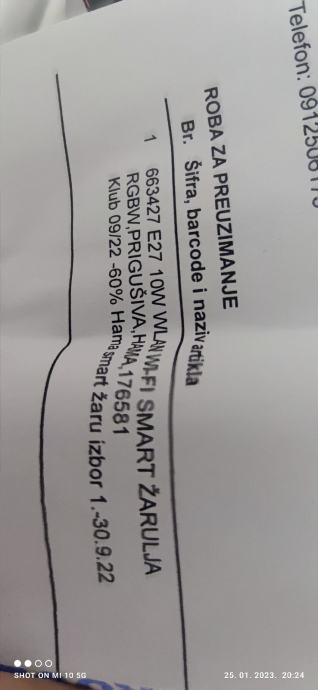 Telefon:
ROBA ZA PREUZIMANJE
Br. Šifra, barcode i naziv artikla
1 663427 E27 10W WLAN WI-FI SMART ŽARULJA
RGBW,PRIGUŠIVA,HAMA,176581
Klub 09/22 -60% Hama smart žaru izbor 1.-30.9.22
SHOT ON MI 10 5G
25. 01. 2023. 20:24